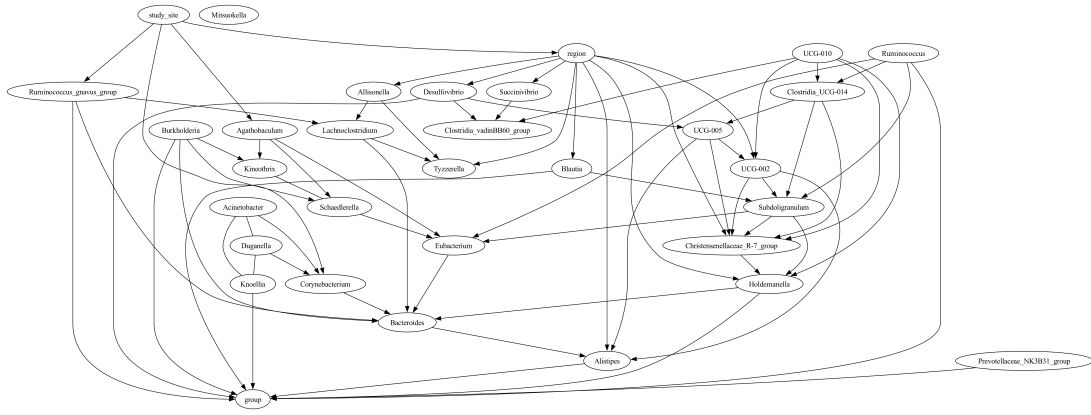 study_site
Mitsuokella
region
UCG-010
Ruminococcus
Ruminococcus_gnavus_group
Allisonella
Desulfovibrio
Succinivibrio
Clostridia_UCG-014
Burkholderia
Agathobaculum
Lachnoclostridium
Clostridia_vadinBB60_group
UCG-005
Kineothrix
Tyzzerella
Blautia
UCG-002
Acinetobacter
Schaedlerella
Subdoligranulum
Duganella
Eubacterium
Christensenellaceae_R-7_group
Knoellia
Corynebacterium
Holdemanella
Bacteroides
Alistipes
Prevotellaceae_NK3B31_group
group